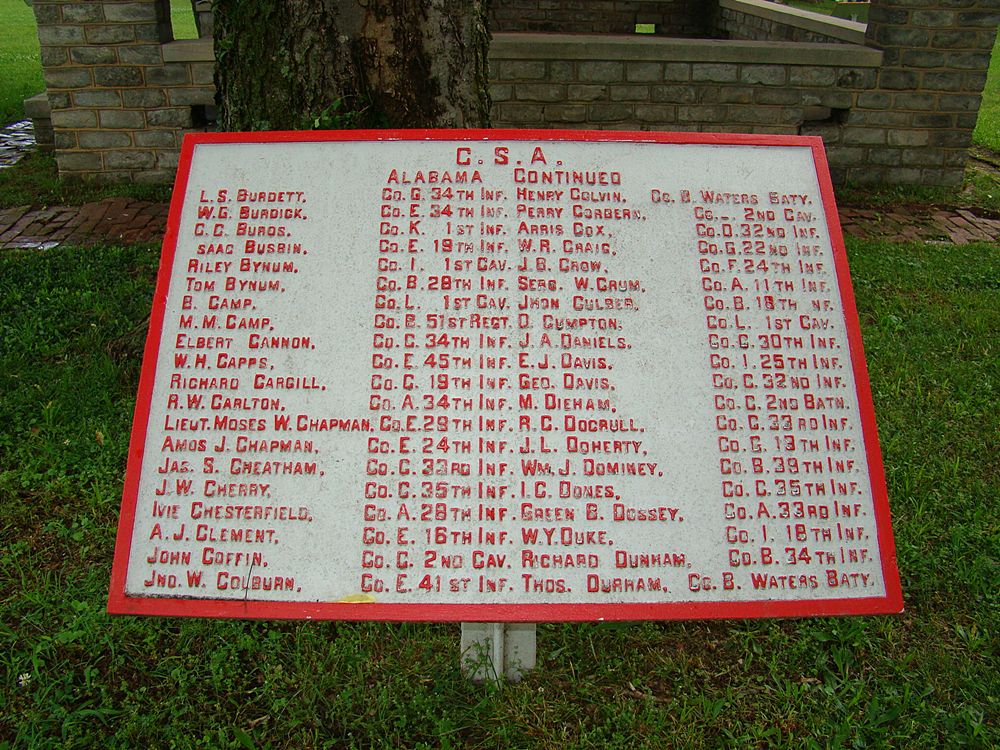 C. S. A.
ALABAMA CONTINUED
L. S. BURDETT, CO. G. 34TH INF. HENRY COLVIN, CO. B. WATERS BATY.
W. G. BURDICK, CO. E. 34TH INF. PERRY CORBERN, CO. L. 2ND CAV.
C. C. BUROS, CO. K. 1ST INF. ARRIS COX, CO. D. 32ND INF.
ISAAC BUSBIN, CO. E. 19TH INF. W. R. CRAIG, CO. G. 22ND INF.
RILEY BYNUM, CO. I. 1ST CAV. J. B. CROW, CO. F. 24TH INF.
TOM BYNUM, CO. B. 28TH INF. SERG. W. CRUM, CO. A. 11TH INF.
B. CAMP, CO. L. 1ST CAV. JHON CULBER, CO. B. 18TH INF.
M. M. CAMP, CO. B. 51ST REGT. D. CUMPTON, CO. L. 1ST CAV.
ELBERT CANNON, CO. C. 34TH INF. J. A. DANIELS, CO. G. 30TH INF.
W. H. CAPPS, CO. E. 45TH INF. E. J. DAVIS, CO. I. 25TH INF.
RICHARD CARGILL, CO. C. 19TH INF. GEO. DAVIS, CO. C. 32ND INF.
R. W. CARLTON, CO. A. 34TH INF. M. DIEHAM, CO. C. 2ND BATN.
LIEUT. MOSES W. CHAPMAN, CO. E. 29TH INF. R. C. DOCRULL, CO. C. 33RD INF.
AMOS J. CHAPMAN, CO. E. 24TH INF. J. L. DOHERTY, CO. G. 19TH INF.
JAS. S. CHEATHAM, CO. C. 33RD INF. WM. J. DOMINEY, CO. B. 39TH INF.
J. W. CHERRY, CO. C. 35TH INF. I. C. DONES, CO. C. 35TH INF.
IVIE CHESTERFIELD, CO. A. 28TH INF. GREEN B. DOSSEY, CO. A. 33RD INF.
A. J. CLEMENT, CO. E. 16TH INF. W. Y. DUKE, CO. I. 18TH INF.
JOHN COFFIN, CO. C. 2ND CAV. RICHARD DUNHAM, CO. B. 34TH INF.
JNO. W. COLBURN, CO. E. 41ST INF. THOS. DURHAM, CO. B. WATERS BATY.